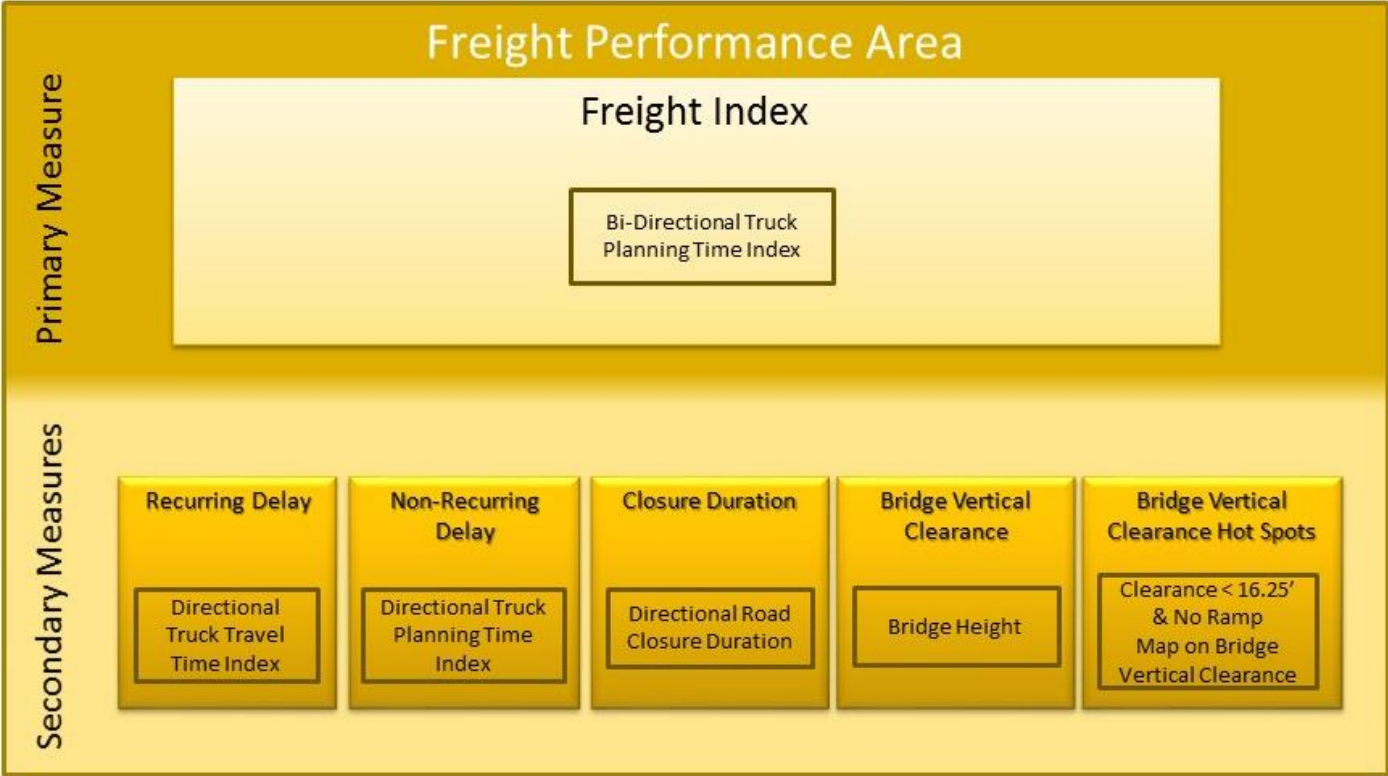 Freight Performance Area
Primary Measure
Freight Index
Bi-Directional Truck
Planning Time Index
Secondary Measures
Recurring Delay
Directional
Truck Travel
Time Index
Non-Recurring
Delay
Directional Truck
Planning Time
Index
Closure Duration
Directional Road
Closure Duration
Bridge Vertical
Clearance
Bridge Height
Bridge Vertical
Clearance Hot Spots
Clearance < 16.25′
& No Ramp
Map on Bridge
Vertical Clearance